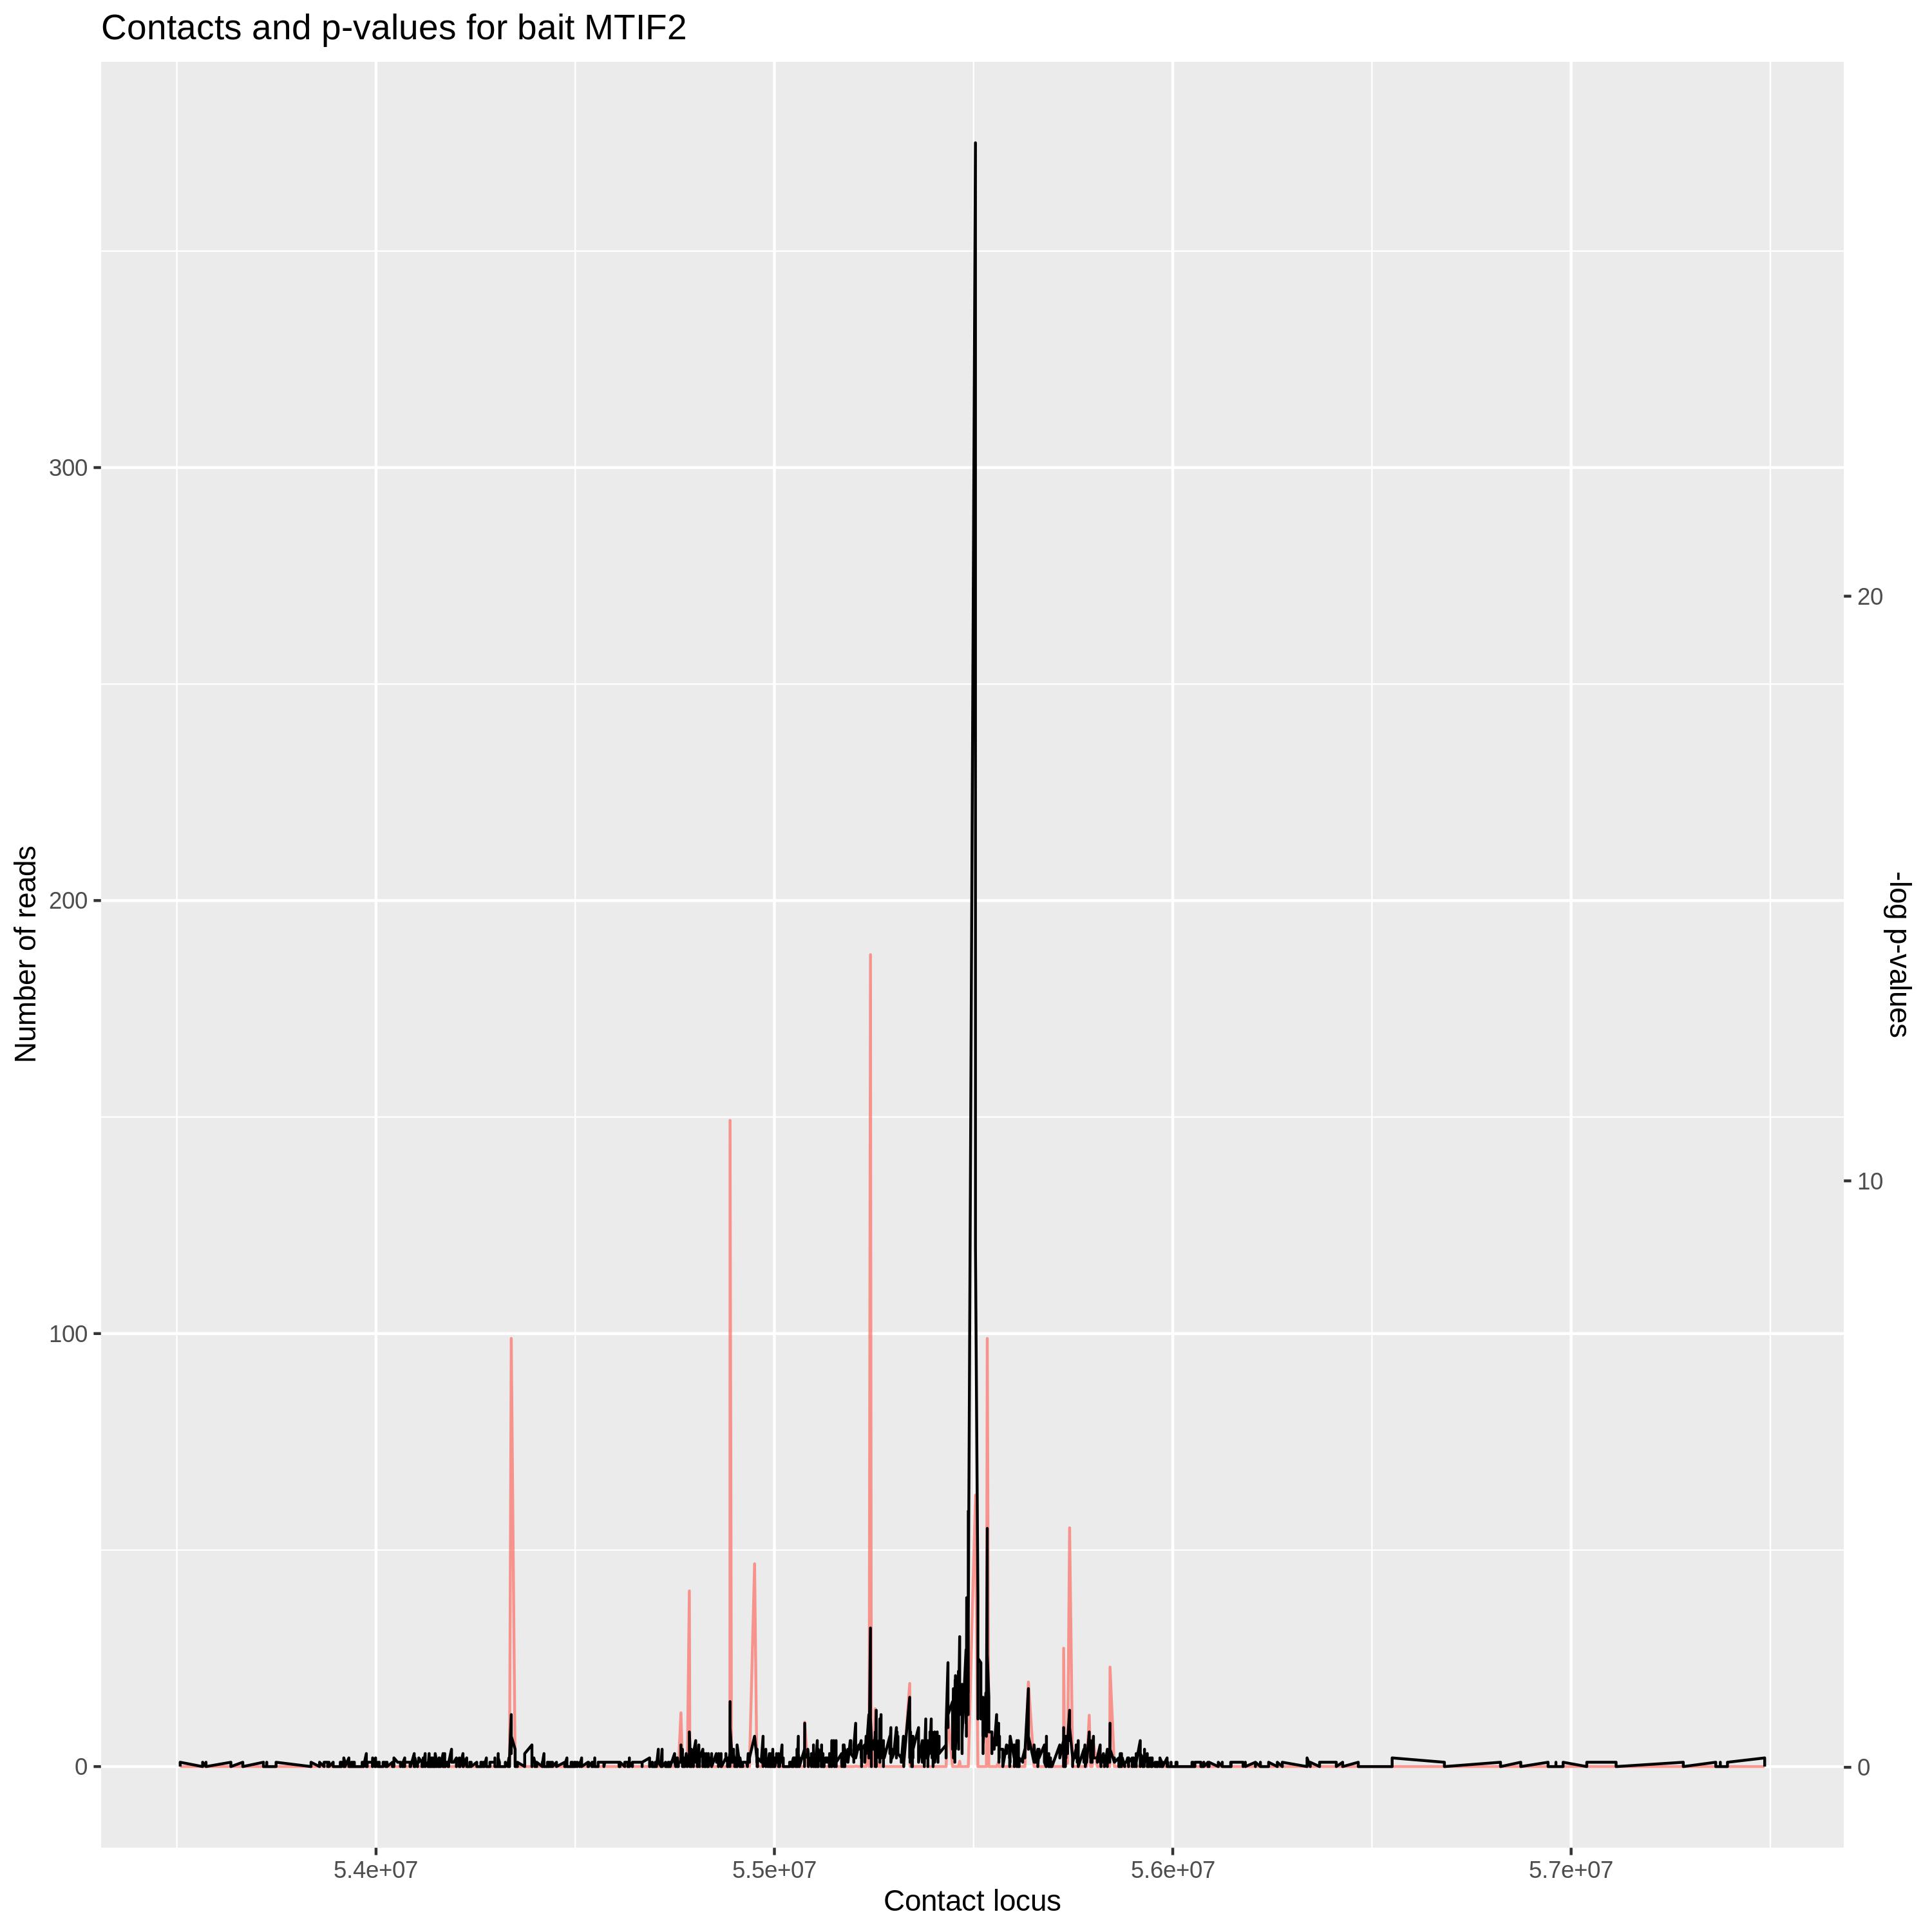 Contacts and p-values for bait MTIF2
Number of reads
300
200
100
0
20
10
0
-log p-values
5.4e+07 5.5e+07 5.6e+07 5.7e+07
Contact locus